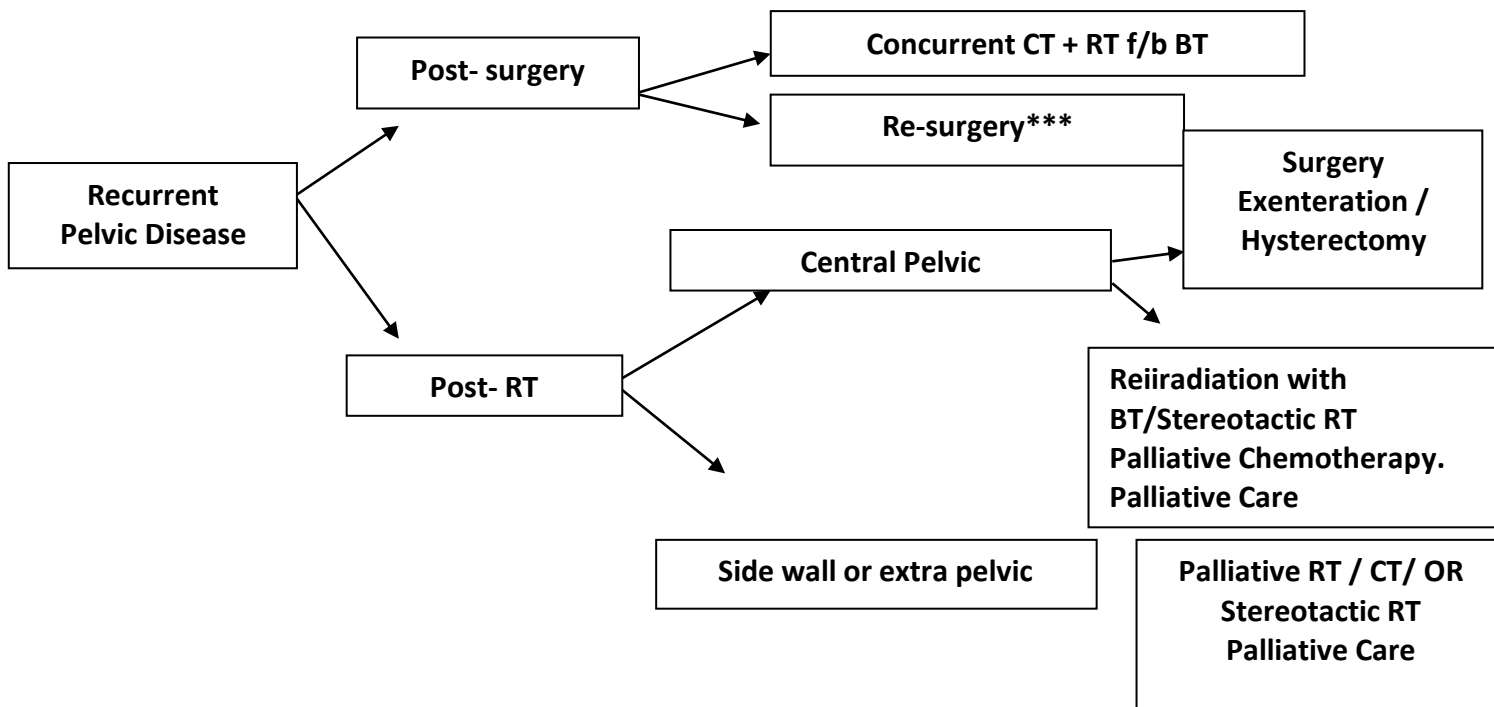 Concurrent CT + RT f/b BT
Post- surgery
Re-surgery***
Surgery
Exenteration /
Hysterectomy
Recurrent
Pelvic Disease
Central Pelvic
Post- RT
Reiiradiation with
BT/Stereotactic RT
Palliative Chemotherapy.
Palliative Care
Side wall or extra pelvic
Palliative RT / CT/ OR
Stereotactic RT
Palliative Care